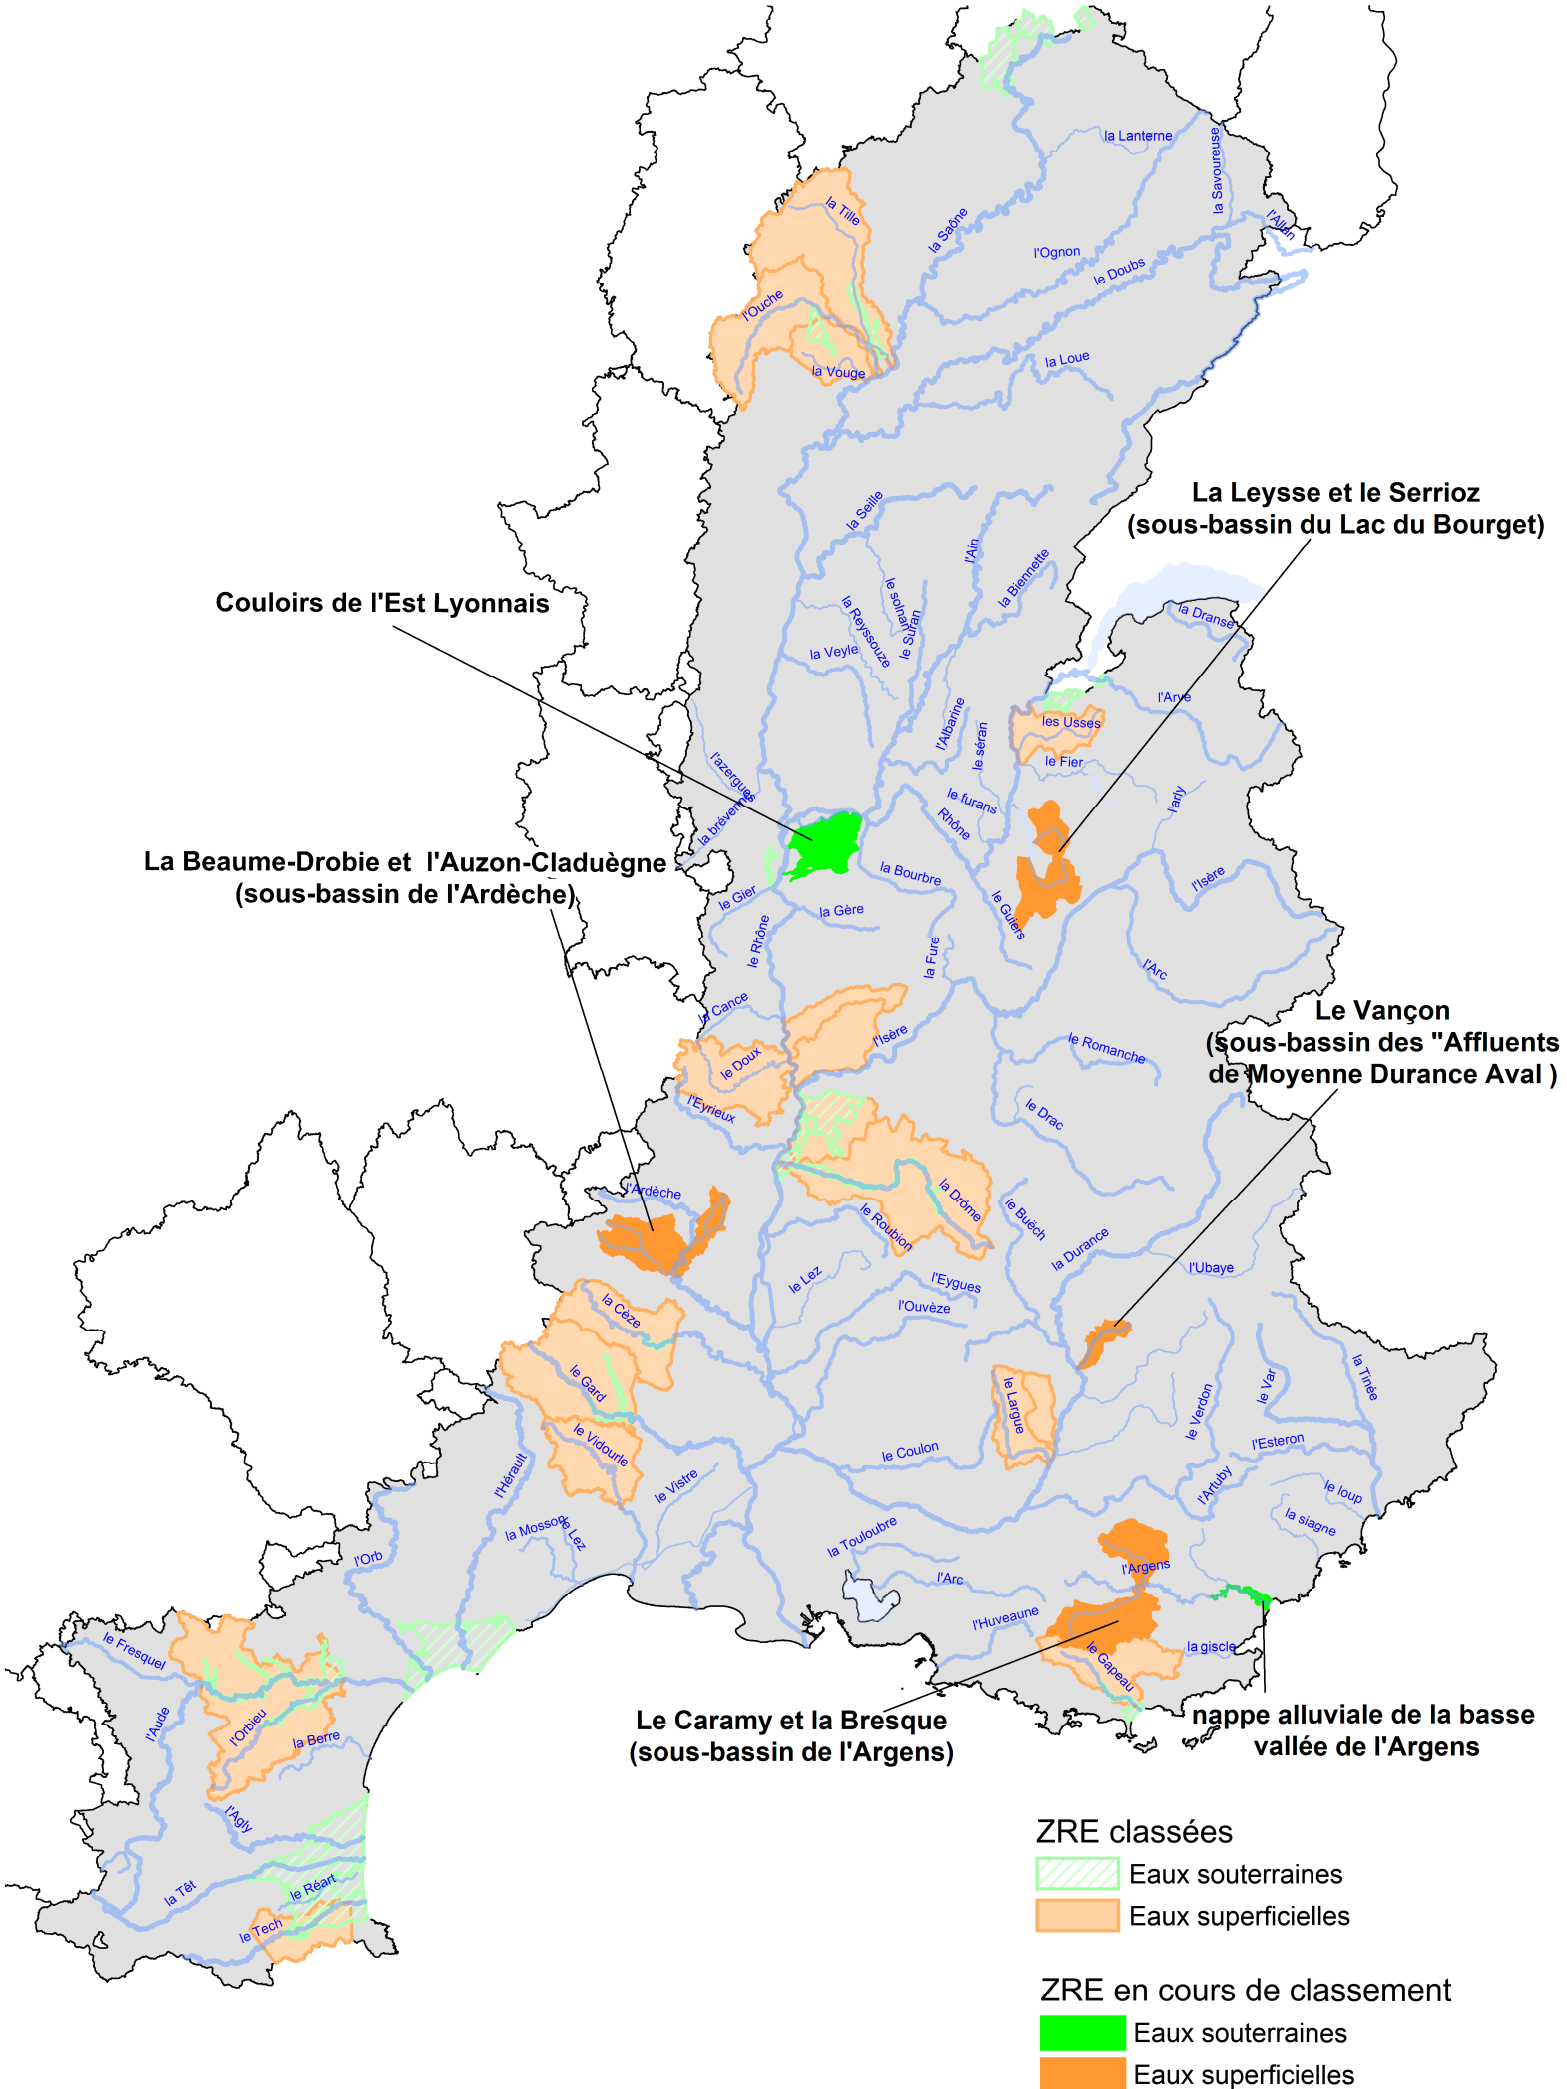 la Lanterne
la Savoureuse
l'Allan
la Tille
la Saône
l'Ognon
le Doubs
l'Ouche
la Loue
la Vouge
La Leysse et le Serrioz
(sous-bassin du Lac du Bourget)
la Seille
l'Ain
la Biennette
Couloirs de l'Est Lyonnais
le solnan
la Reyssouze
le Suran
la Dranse
la Veyle
l'Arve
l'Albarine
le séran
les Usses
le Fier
l'azergues
la brévenne
le furans
Rhône
l'arly
La Beaume-Drobie et l'Auzon-Claduègne
(sous-bassin de l'Ardèche)
la Bourbre
l'Isère
le Gier
la Gère
le Guiers
le Rhône
la Fure
l'Arc
la Cance
Le Vançon
(sous-bassin des "Affluents
de Moyenne Durance Aval )
l'Isère
le Romanche
le Doux
l'Eyrieux
le Drac
l'Ardèche
la Drôme
le Roubion
le Buëch
la Durance
l'Ubaye
le Lez
l'Eygues
l'Ouvèze
la Cèze
le Gard
le Largue
le Verdon
le Var
la Tinée
le Vidourle
le Coulon
l'Esteron
l'Hérault
le Vistre
l'Artuby
le loup
la siagne
la Mosson
le Lez
la Touloubre
l'Orb
l'Argens
l'Arc
l'Huveaune
le Fresquel
la giscle
le Gapeau
l'Aude
l'Orbieu
la Berre
Le Caramy et la Bresque
(sous-bassin de l'Argens)
nappe alluviale de la basse
vallée de l'Argens
l'Agly
la Têt
le Réart
le Tech
ZRE classées
Eaux souterraines
Eaux superficielles
ZRE en cours de classement
Eaux souterraines
Eaux superficielles